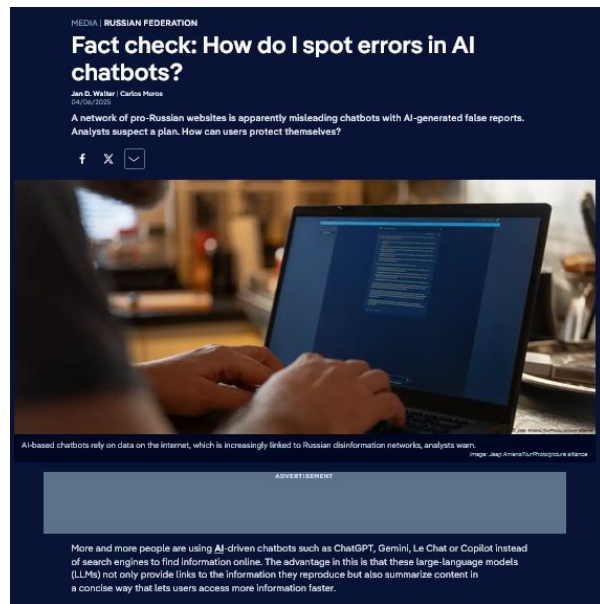 MEDIA | RUSSIAN FEDERATION
Fact check: How do I spot errors in AI
chatbots?
Jan D. Walter | Carlos Muros
04/06/2025
A network of pro-Russian websites is apparently misleading chatbots with AI-generated false reports.
Analysts suspect a plan. How can users protect themselves?
AI-based chatbots rely on data on the internet, which is increasingly linked to Russian disinformation networks, analysts warn.
Image: Jaap Arriens/NurPhoto/picture alliance
ADVERTISEMENT
More and more people are using AI-driven chatbots such as ChatGPT, Gemini, Le Chat or Copilot instead
of search engines to find information online. The advantage in this is that these large-language models
(LLMs) not only provide links to the information they reproduce but also summarize content in
a concise way that lets users access more information faster.